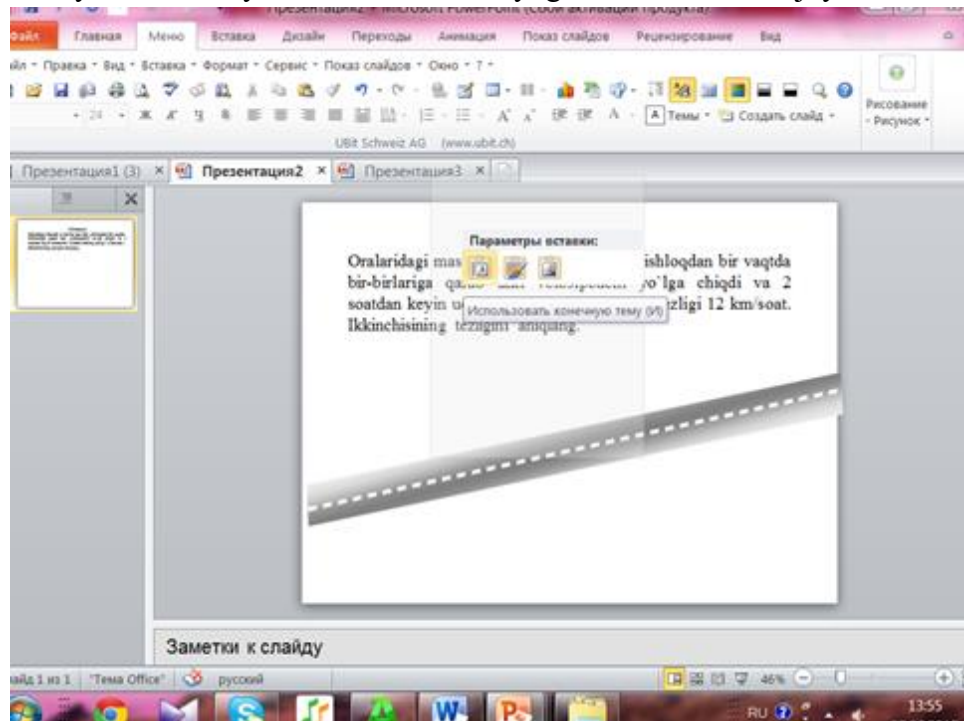 Презентация2 - Microsoft PowerPoint (Сбой активации продукта)
Файл Главная Меню Вставка Дизайн Переходы Анимация Показ слайдов Рецензирование Вид
Правка Вид Вставка Формат Сервис Показ слайдов Окно ?
24 Ж К Ч A Темы Создать слайд
Рисование
Рисунок
UBit Schweiz AG (www.ubit.ch)
Презентация1 (3) Презентация2 Презентация3
Параметры вставки:
Oralaridagi ishloqdan bir vaqtda
bir-birlariga yo`lga chiqdi va 2
soatdan keyin 12 km/soat.
Использовать конечную тему (И)
Ikkinchisining tezligini aniqlang.
Заметки к слайду
1 из 1 "Тема Office" русский 46%
RU 13:55